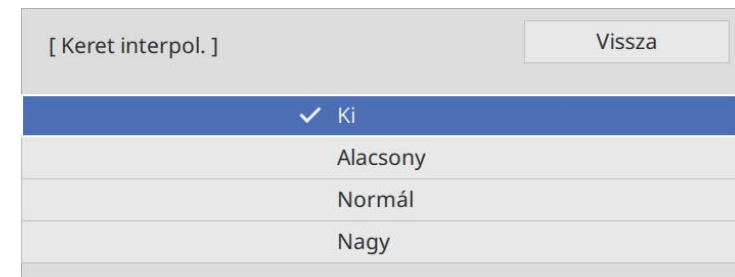 [ Keret interpol. ]
Vissza
Ki
Alacsony
Normál
Nagy